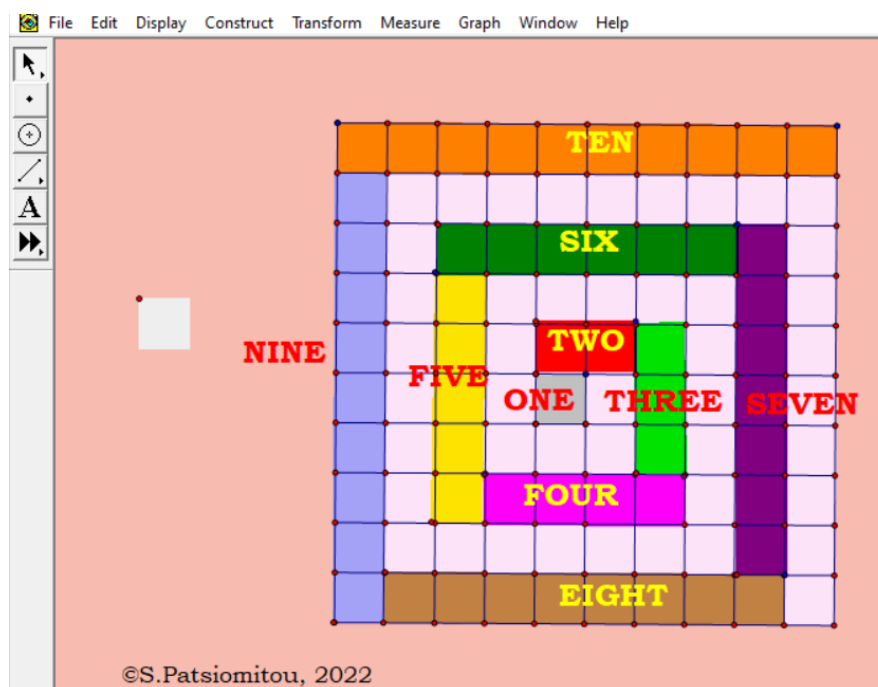 File Edit Display Construct Transform Measure Graph Window Help
A
TEN
SIX
TWO
NINE
FIVE
ONE
THREE
SEVEN
FOUR
EIGHT
©S.Patsiomitou, 2022